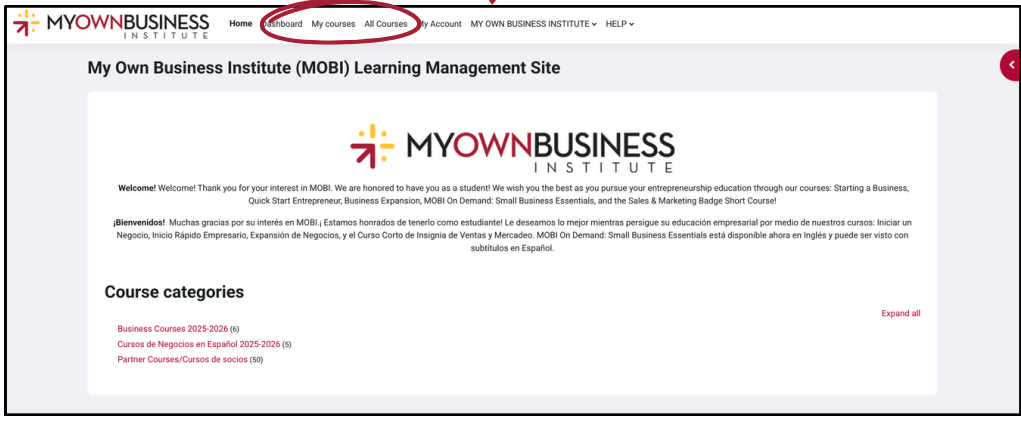 MYOWNBUSINESS
INSTITUTE
Home Dashboard My courses All Courses My Account MY OWN BUSINESS INSTITUTE HELP
My Own Business Institute (MOBI) Learning Management Site
MYOWNBUSINESS
INSTITUTE
Welcome! Welcome! Thank you for your interest in MOBI. We are honored to have you as a student! We wish you the best as you pursue your entrepreneurship education through our courses: Starting a Business,
Quick Start Entrepreneur, Business Expansion, MOBI On Demand: Small Business Essentials, and the Sales & Marketing Badge Short Course!
¡Bienvenidos! Muchas gracias por su interés en MOBI.¡ Estamos honrados de tenerlo como estudiante! Le deseamos lo mejor mientras persigue su educación empresarial por medio de nuestros cursos: Iniciar un
Negocio, Inicio Rápido Empresario, Expansión de Negocios, y el Curso Corto de Insignia de Ventas y Mercadeo. MOBI On Demand: Small Business Essentials está disponible ahora en Inglés y puede ser visto con
subtítulos en Español.
Course categories
Expand all
Business Courses 2025-2026 (6)
Cursos de Negocios en Español 2025-2026 (5)
Partner Courses/Cursos de socios (50)